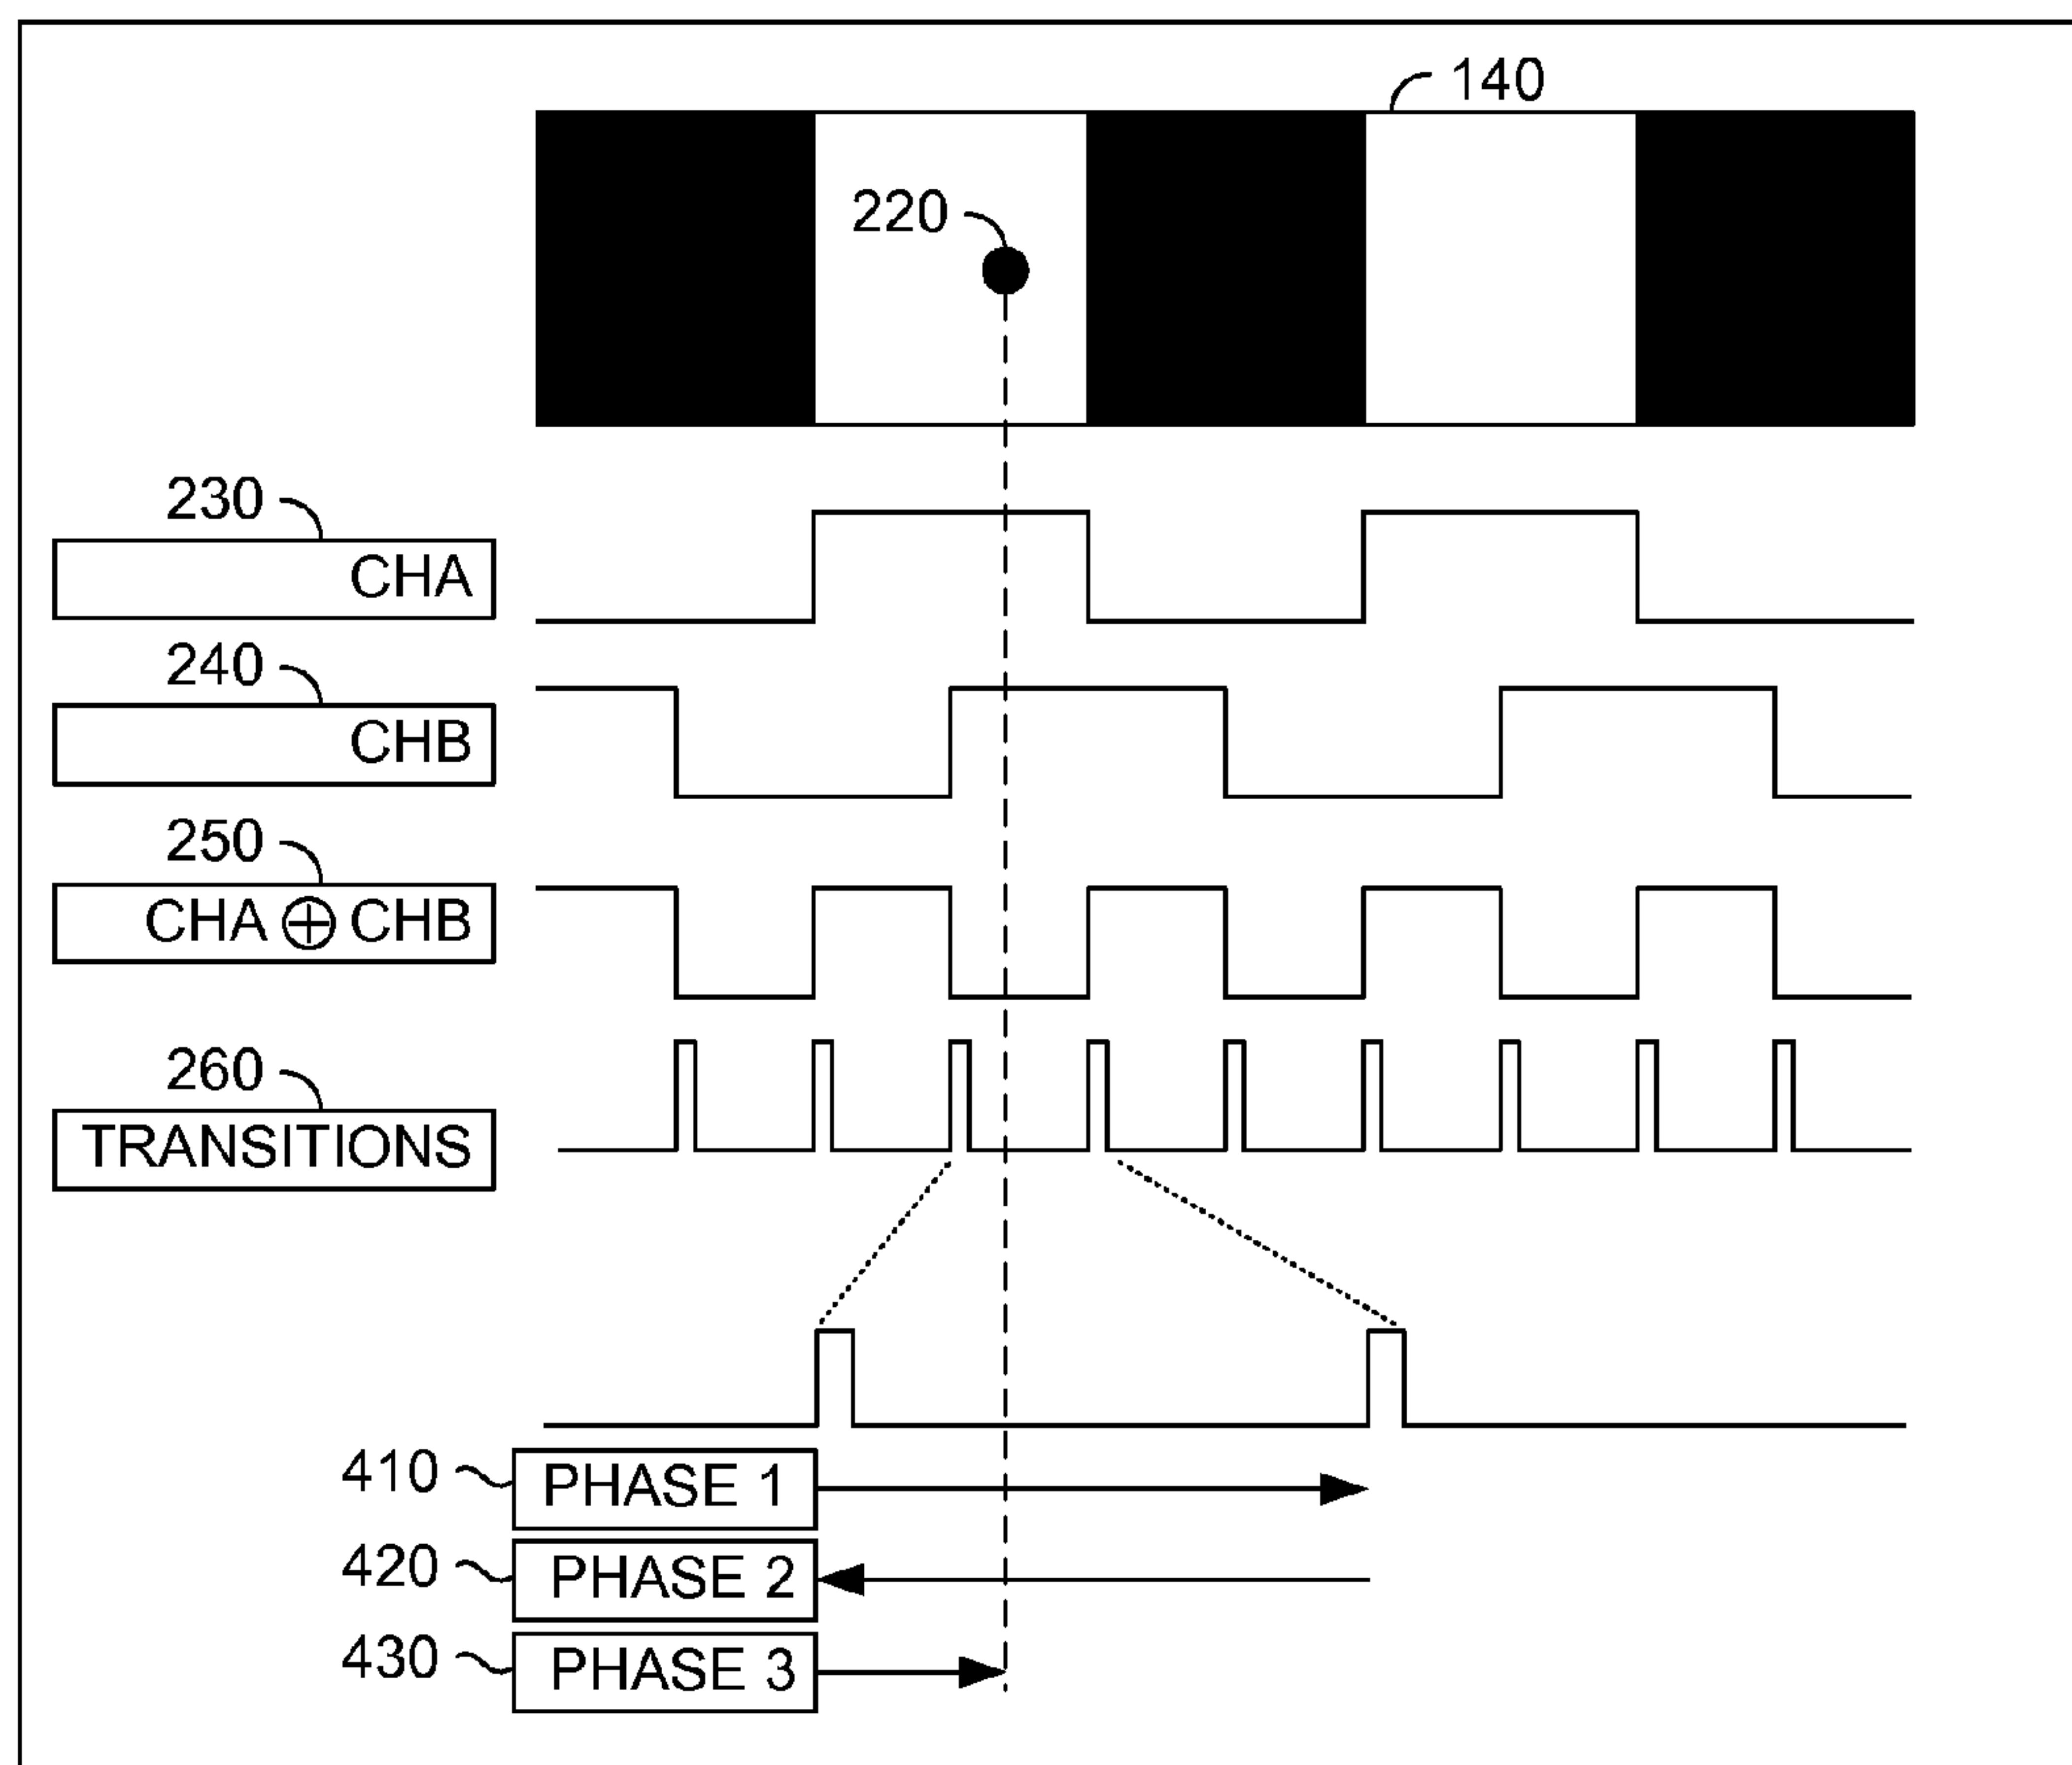 140
220
230
CHA
240
CHB
250
CHA ⊕ CHB
260
TRANSITIONS
410 PHASE 1
420 PHASE 2
430 PHASE 3